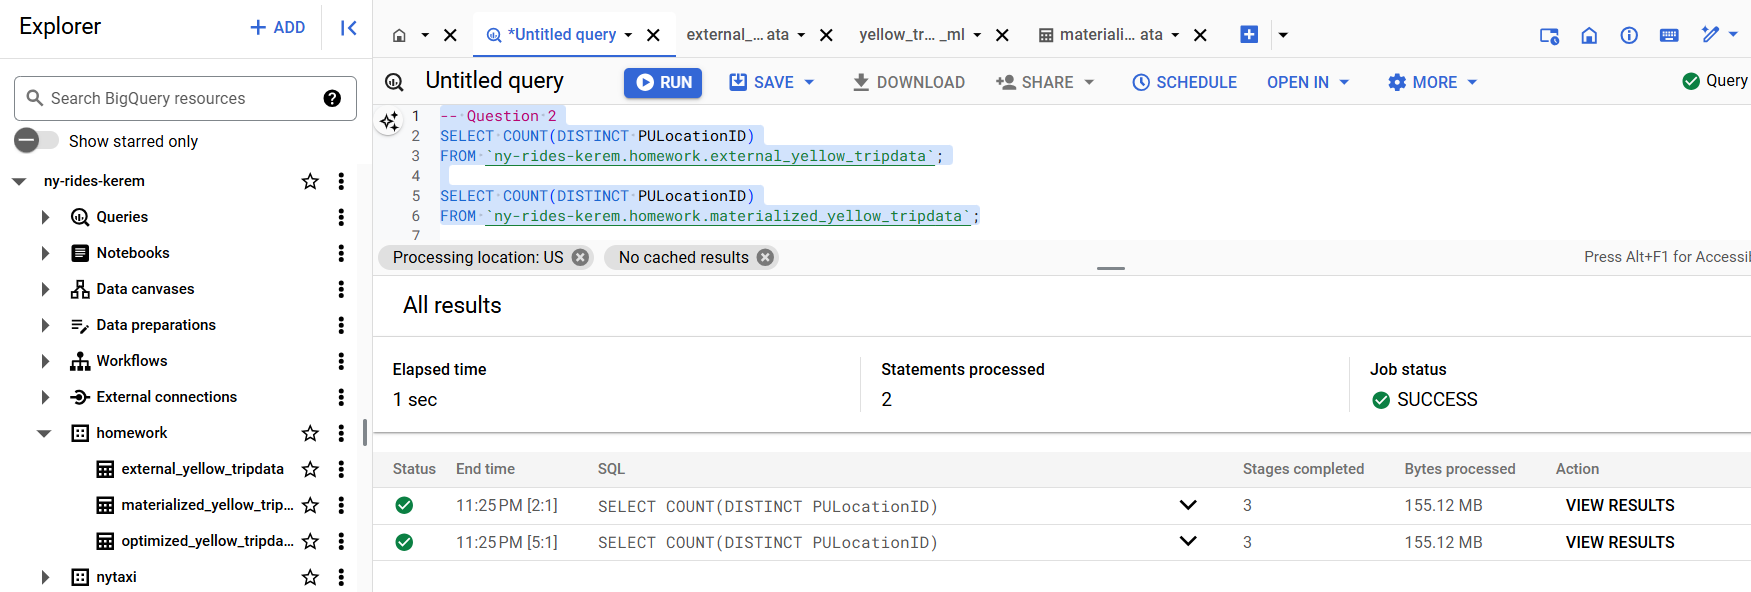 Explorer
+ ADD
Search BigQuery resources
Show starred only
ny-rides-kerem
Queries
Notebooks
Data canvases
Data preparations
Workflows
External connections
homework
external_yellow_tripdata
materialized_yellow_trip...
optimized_yellow_tripda...
nytaxi
*Untitled query
external_... ata
yellow_tr... _ml
materiali... ata
Untitled query
RUN
SAVE
DOWNLOAD
SHARE
SCHEDULE
OPEN IN
MORE
Query
1 -- Question 2
2 SELECT COUNT(DISTINCT PULocationID)
3 FROM `ny-rides-kerem.homework.external_yellow_tripdata`;
4
5 SELECT COUNT(DISTINCT PULocationID)
6 FROM `ny-rides-kerem.homework.materialized_yellow_tripdata`;
7
Processing location: US
No cached results
Press Alt+F1 for Accessi
All results
Elapsed time
1 sec
Statements processed
2
Job status
SUCCESS
Status End time SQL Stages completed Bytes processed Action
11:25 PM [2:1] SELECT COUNT(DISTINCT PULocationID) 3 155.12 MB VIEW RESULTS
11:25 PM [5:1] SELECT COUNT(DISTINCT PULocationID) 3 155.12 MB VIEW RESULTS